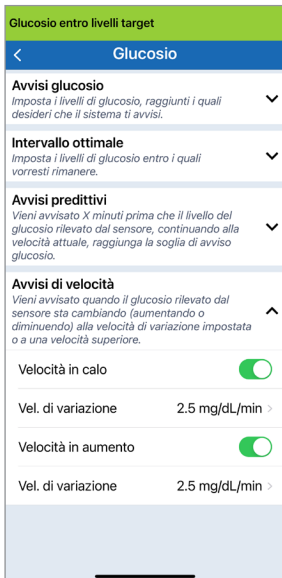 Glucosio entro livelli target
Glucosio
Avvisi glucosio
Imposta i livelli di glucosio, raggiunti i quali
desideri che il sistema ti avvisi.
Intervallo ottimale
Imposta i livelli di glucosio entro i quali
vorresti rimanere.
Avvisi predittivi
Vieni avvisato X minuti prima che il livello del
glucosio rilevato dal sensore, continuando alla
velocità attuale, raggiunga la soglia di avviso
glucosio.
Avvisi di velocità
Vieni avvisato quando il glucosio rilevato dal
sensore sta cambiando (aumentando o
diminuendo) alla velocità di variazione impostata
o a una velocità superiore.
Velocità in calo
Vel. di variazione 2.5 mg/dL/min
Velocità in aumento
Vel. di variazione 2.5 mg/dL/min